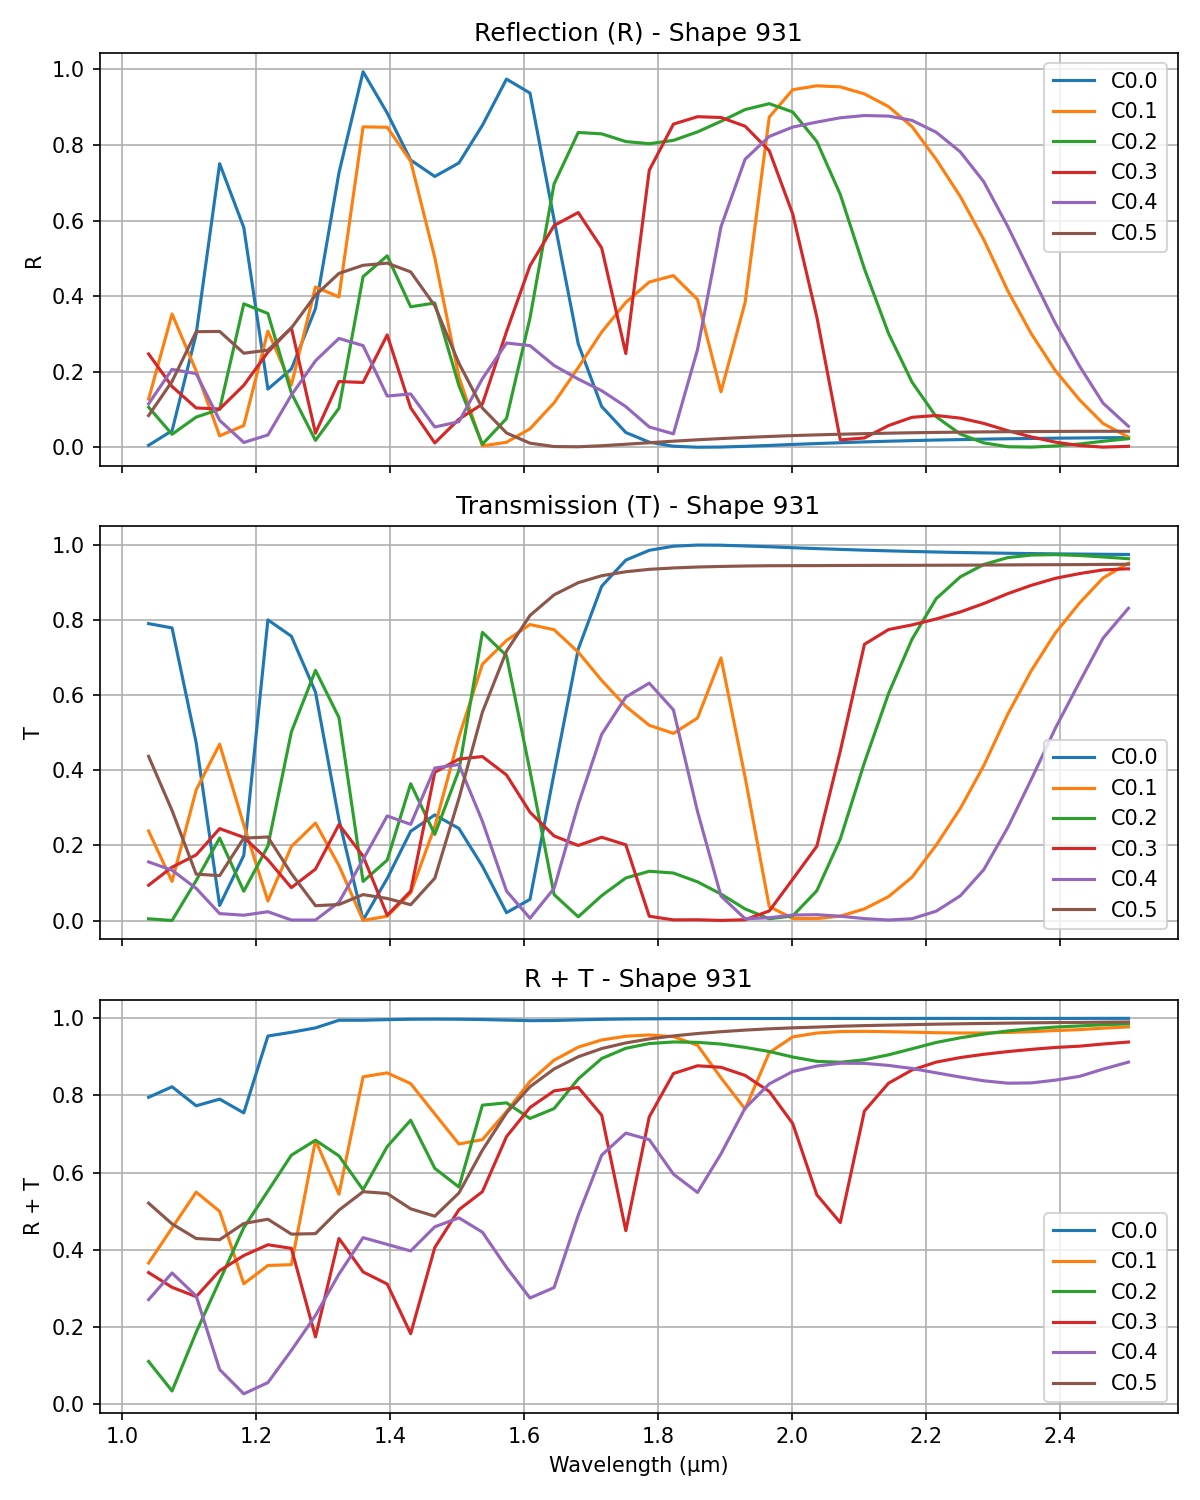 Reflection (R) - Shape 931
1.0
0.8
0.6
0.4
0.2
0.0
R
C0.0
C0.1
C0.2
C0.3
C0.4
C0.5
Transmission (T) - Shape 931
1.0
0.8
0.6
0.4
0.2
0.0
T
C0.0
C0.1
C0.2
C0.3
C0.4
C0.5
R + T - Shape 931
1.0
0.8
0.6
0.4
0.2
0.0
R + T
C0.0
C0.1
C0.2
C0.3
C0.4
C0.5
1.0 1.2 1.4 1.6 1.8 2.0 2.2 2.4
Wavelength (μm)